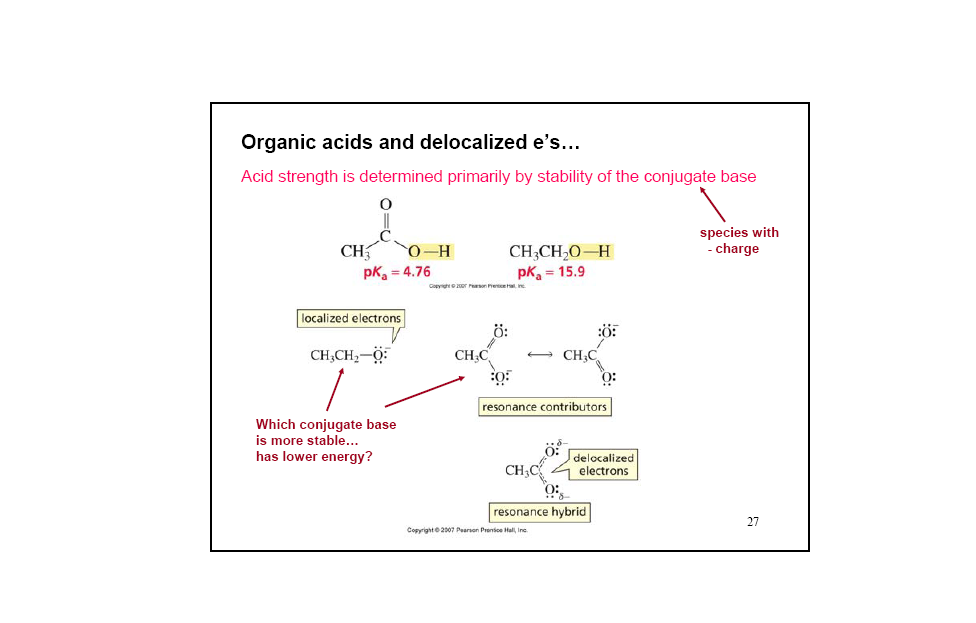 Organic acids and delocalized e's…
Acid strength is determined primarily by stability of the conjugate base
species with
- charge
O
C
CH3 O—H
pKa = 4.76
CH3CH2O—H
pKa = 15.9
Copyright © 2007 Pearson Prentice Hall, Inc.
localized electrons
CH3CH2—Ö:−
CH3C
Ö:
:Ö:−
CH3C
:Ö:−
Ö:
resonance contributors
Which conjugate base
is more stable…
has lower energy?
CH3C
Ö: δ−
Ö: δ−
delocalized
electrons
resonance hybrid
Copyright © 2007 Pearson Prentice Hall, Inc.
27